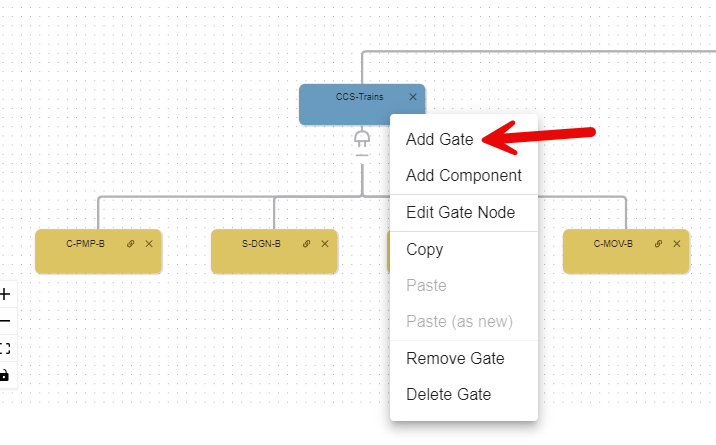 CCS-Trains
Add Gate
Add Component
Edit Gate Node
C-PMP-B
S-DGN-B
C-MOV-B
Copy
Paste
Paste (as new)
Remove Gate
Delete Gate